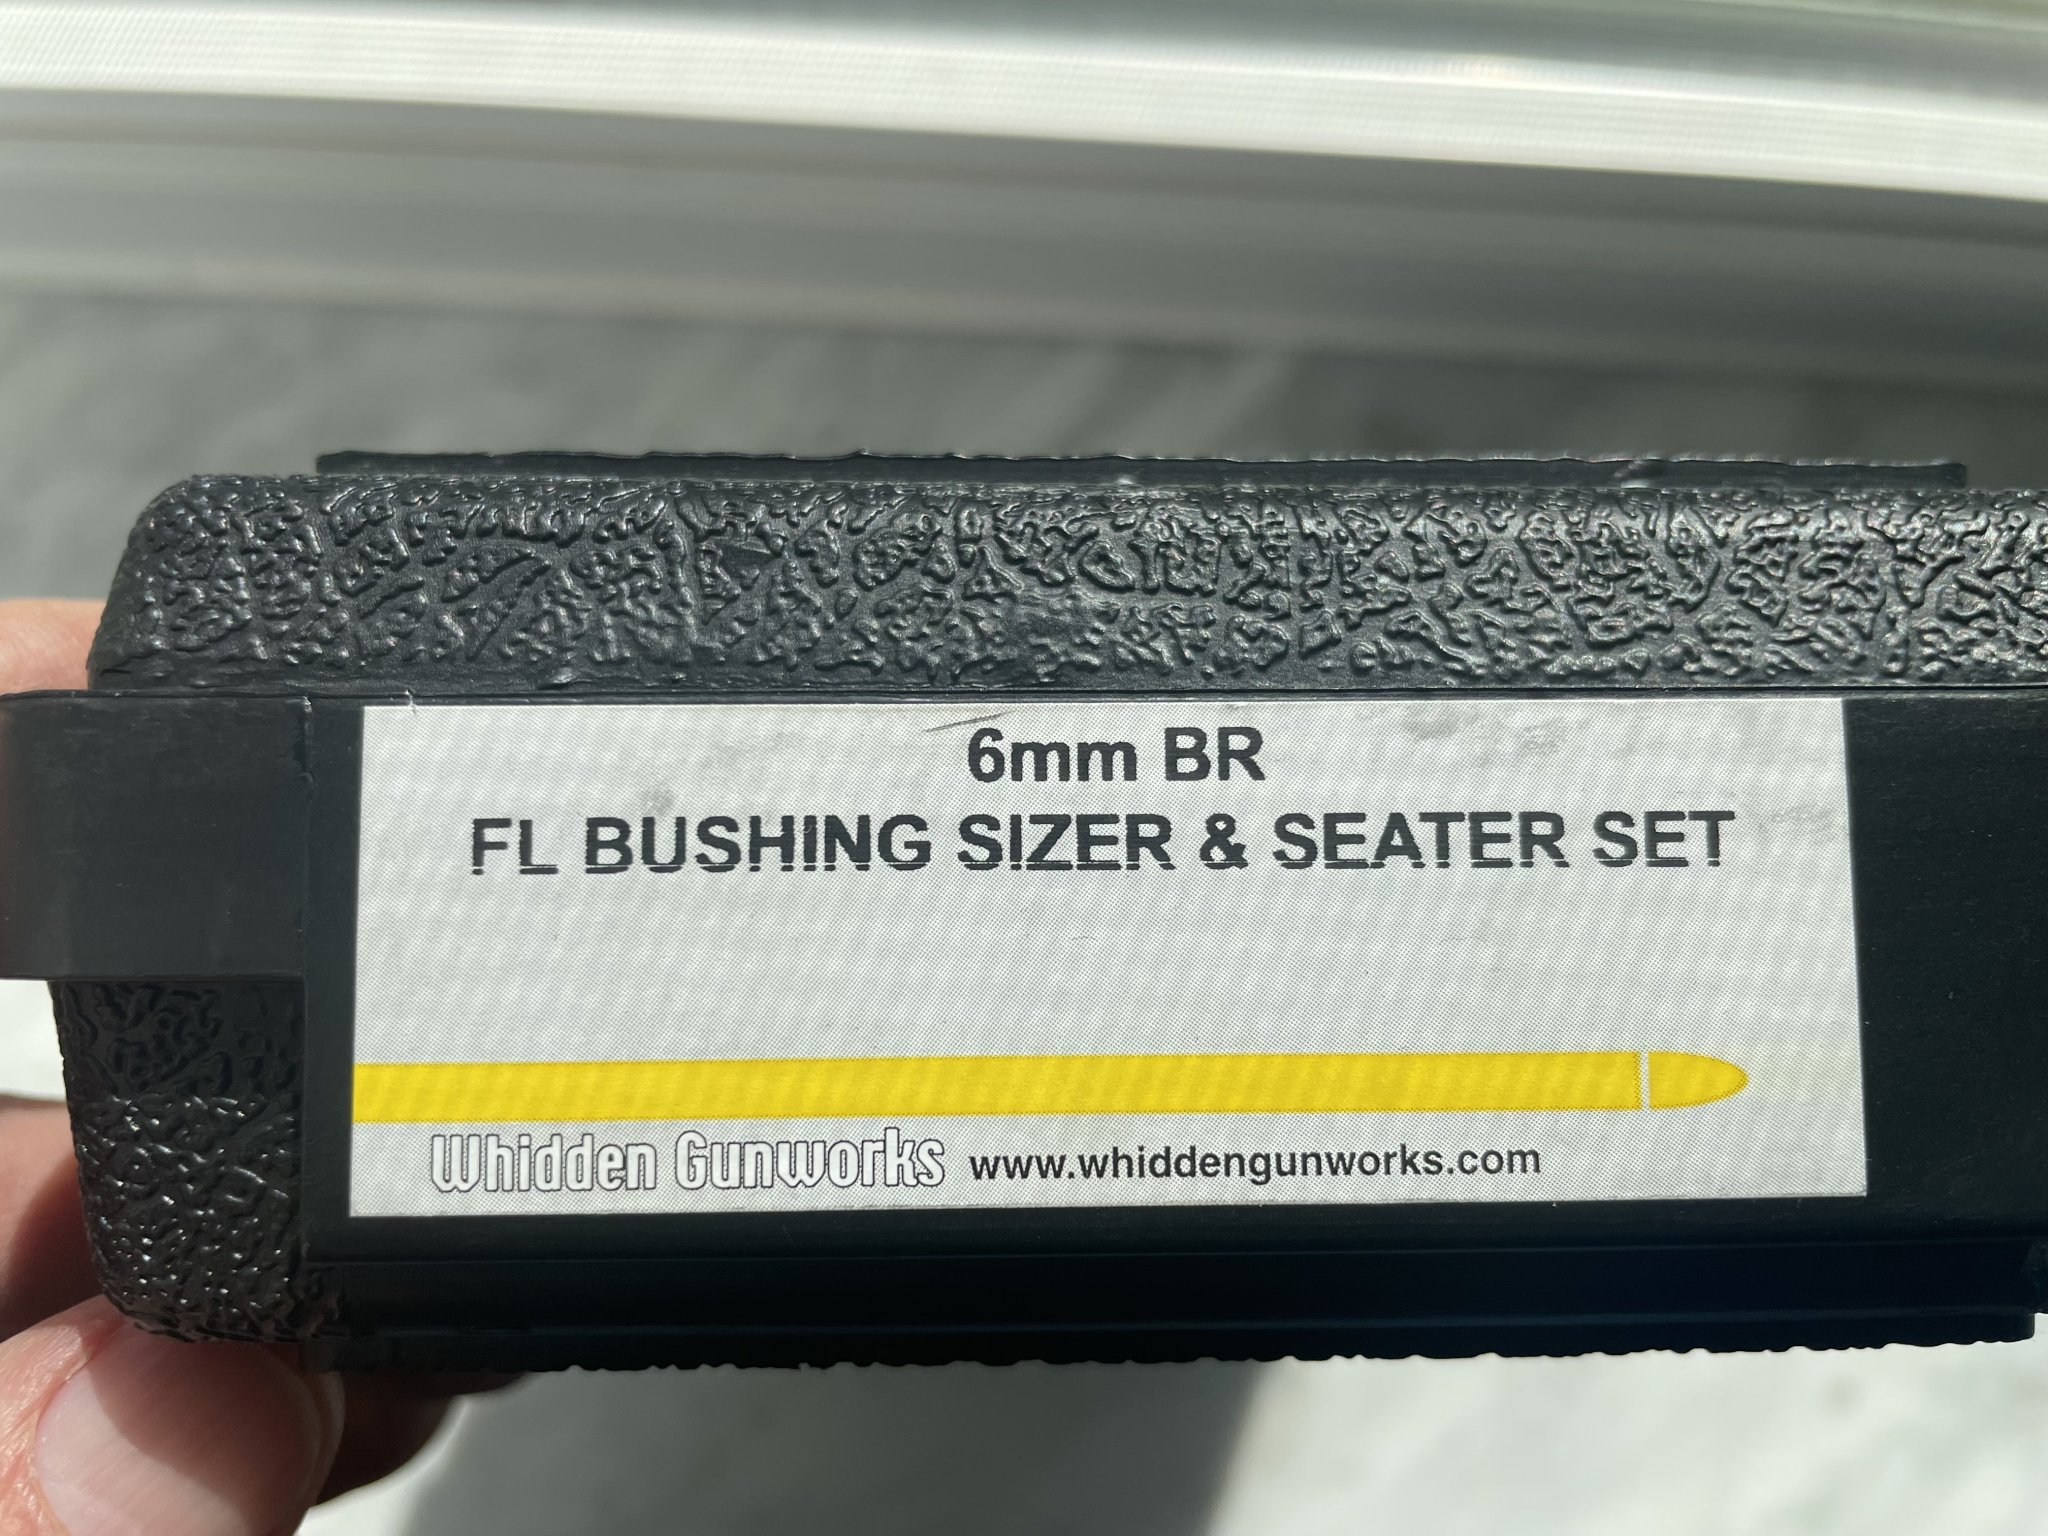 6mm BR
FL BUSHING SIZER & SEATER SET
Whidden Gunworks www.whiddengunworks.com